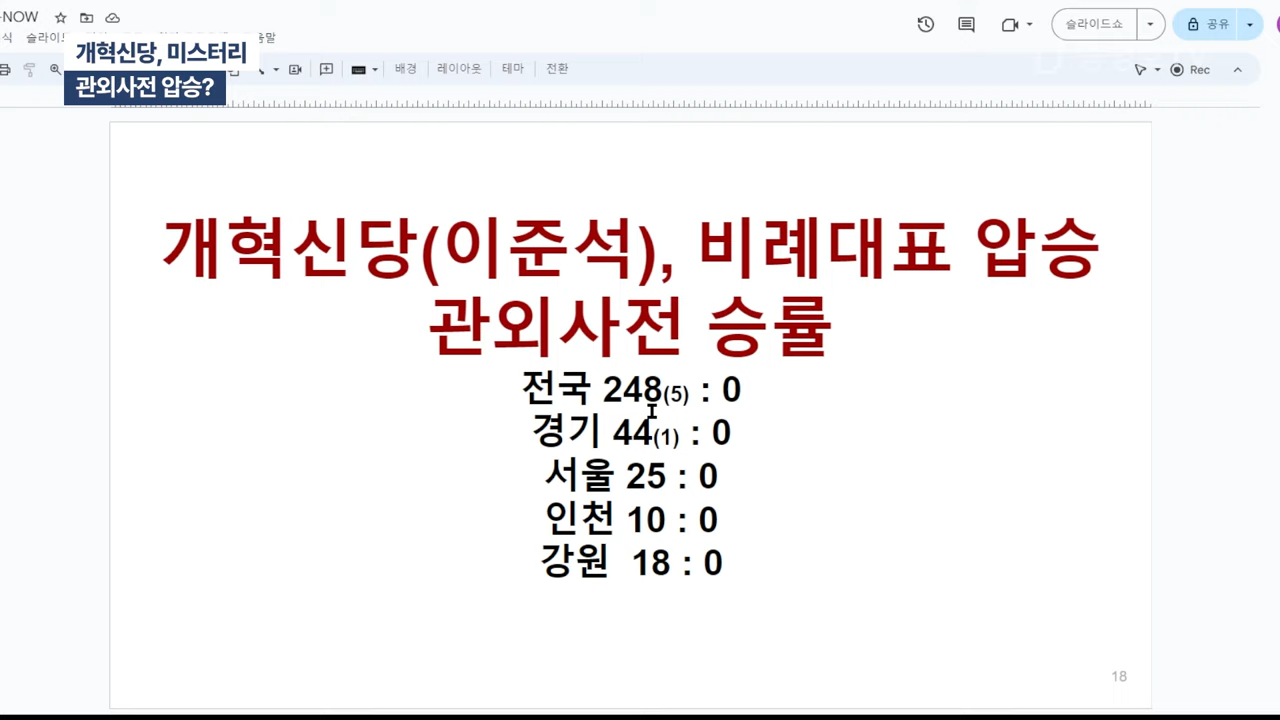 -NOW
슬라이드쇼
공유
개혁신당, 미스터리
관외사전 압승?
배경
레이아웃
테마
전환
Rec
개혁신당(이준석), 비례대표 압승
관외사전 승률
전국 248(5) : 0
경기 44(1) : 0
서울 25 : 0
인천 10 : 0
강원 18 : 0
18